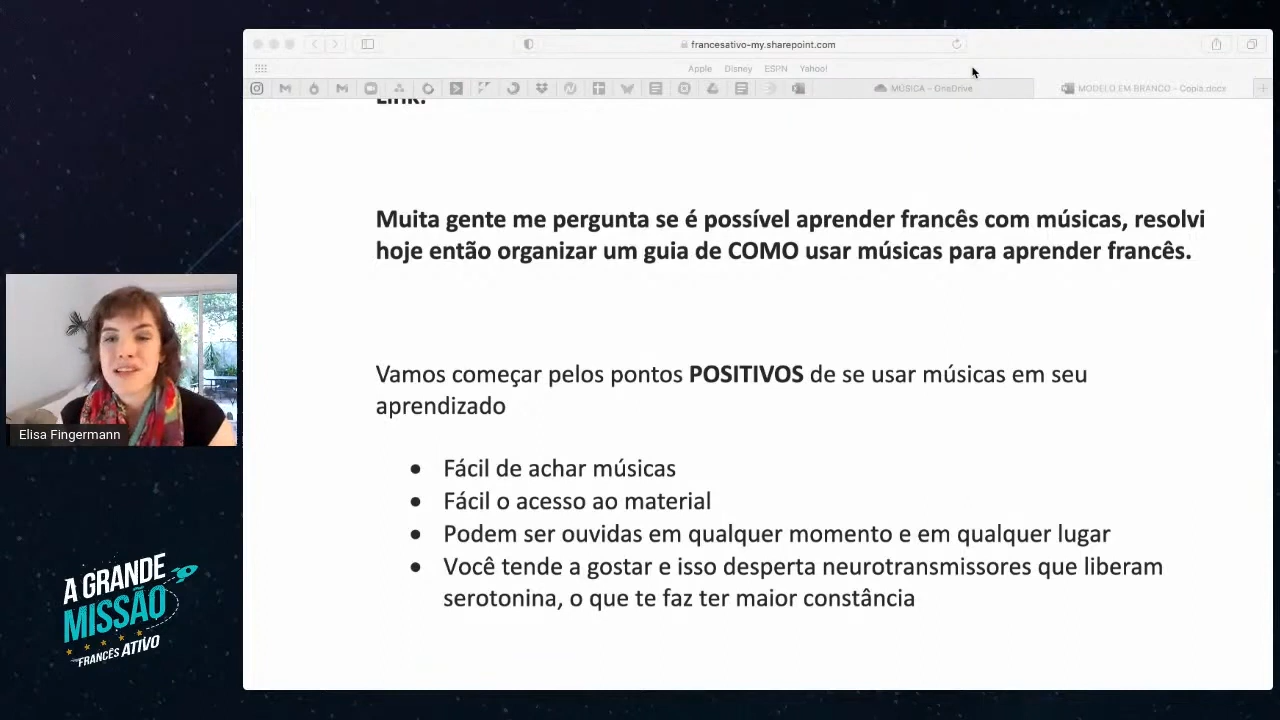 francesativo-my.sharepoint.com
Apple Disney ESPN Yahoo!
MÚSICA - OneDrive
MODELO EM BRANCO - Copia.docx
Link:
Muita gente me pergunta se é possível aprender francês com músicas, resolvi
hoje então organizar um guia de COMO usar músicas para aprender francês.
Vamos começar pelos pontos POSITIVOS de se usar músicas em seu
aprendizado
• Fácil de achar músicas
• Fácil o acesso ao material
• Podem ser ouvidas em qualquer momento e em qualquer lugar
• Você tende a gostar e isso desperta neurotransmissores que liberam
serotonina, o que te faz ter maior constância
Elisa Fingermann
A GRANDE
MISSÃO
FRANCÊS ATIVO